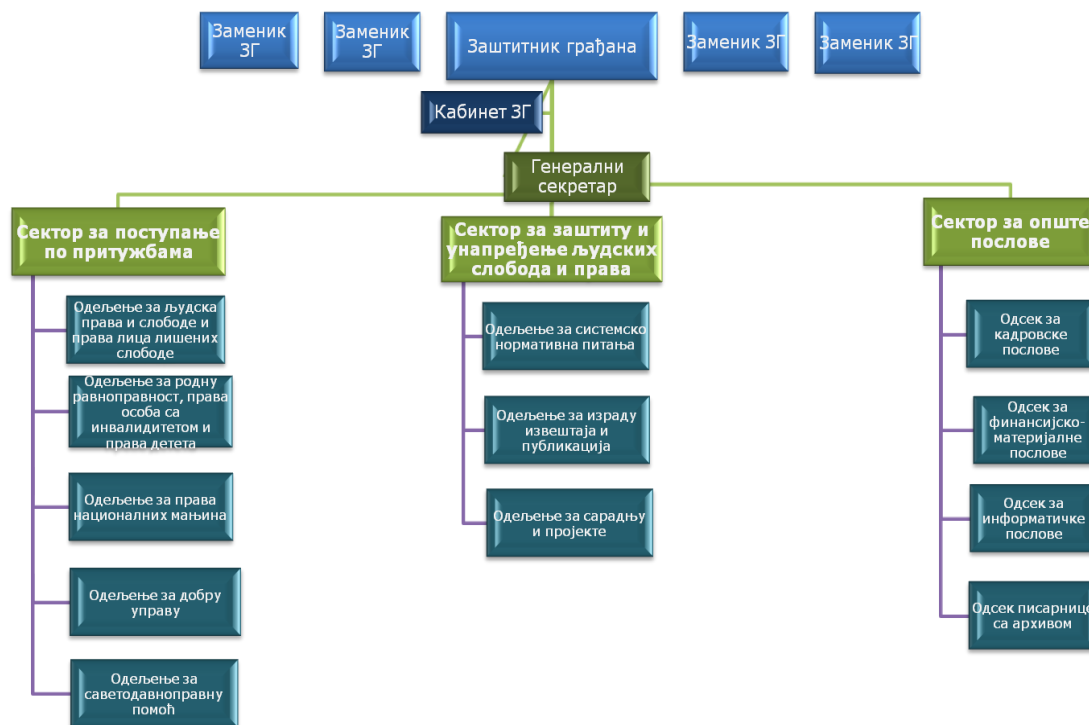 Заменик
ЗГ
Заменик
ЗГ
Заштитник грађана
Заменик ЗГ
Заменик ЗГ
Кабинет ЗГ
Генерални
секретар
Сектор за поступање
по притужбама
Одељење за људска
права и слободе и
права лица лишених
слободе
Одељење за родну
равноправност, права
особа са
инвалидитетом и
права детета
Одељење за права
националних мањина
Одељење за добру
управу
Одељење за
саветодавноправну
помоћ
Сектор за заштиту и
унапређење људских
слобода и права
Одељење за системско
нормативна питања
Одељење за израду
извештаја и
публикација
Одељење за сарадњу
и пројекте
Сектор за опште
послове
Одсек за
кадровске
послове
Одсек за
финансијско-
материјалне
послове
Одсек за
информатичке
послове
Одсек писарнице
са архивом